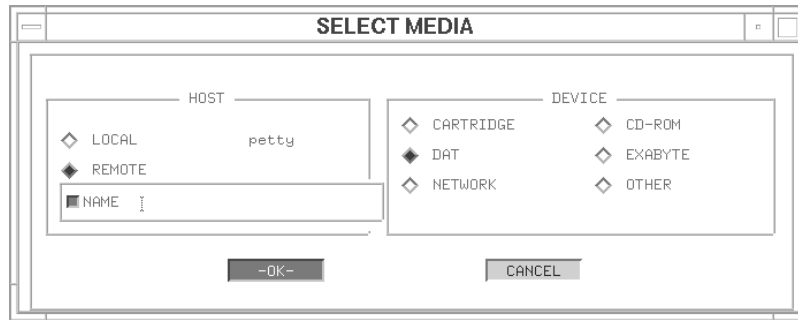 SELECT MEDIA
HOST
LOCAL petty
REMOTE
NAME
DEVICE
CARTRIDGE CD-ROM
DAT EXABYTE
NETWORK OTHER
-OK- CANCEL